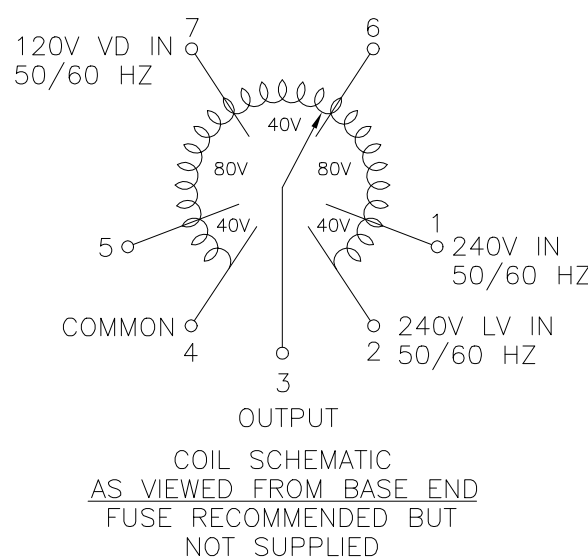 7
6
120V VD IN
50/60 HZ
40V
80V
80V
40V
40V
5
1
240V IN
50/60 HZ
COMMON
4
2
240V LV IN
50/60 HZ
3
OUTPUT
COIL SCHEMATIC
AS VIEWED FROM BASE END
FUSE RECOMMENDED BUT
NOT SUPPLIED